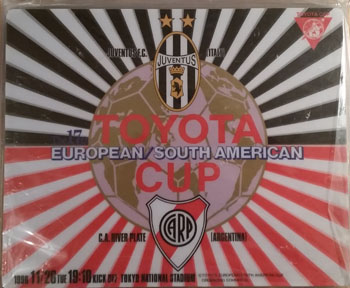 JUVENTUS F.C.
(ITALY)
JUVENTUS
17
TOYOTA
EUROPEAN/SOUTH AMERICAN
CUP
CARP
C.A. RIVER PLATE
(ARGENTINA)
1996 11/26 TUE 19:10 KICK OFF TOKYO NATIONAL STADIUM